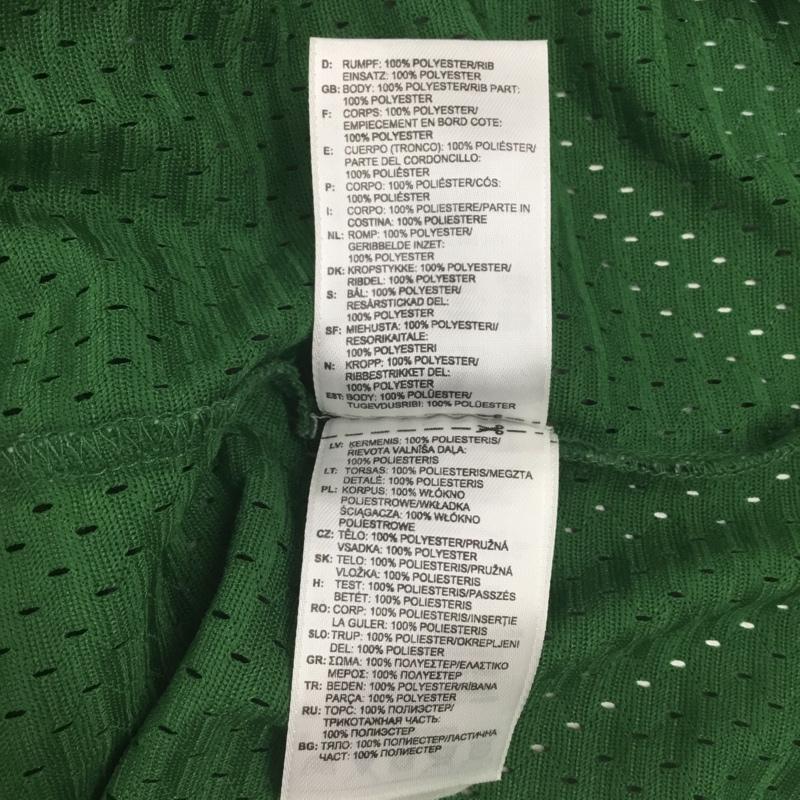 D: RUMPF: 100% POLYESTER/RIB
EINSATZ: 100% POLYESTER
GB: BODY: 100% POLYESTER/RIB PART:
100% POLYESTER
F: CORPS: 100% POLYESTER/
EMPIECEMENT EN BORD COTE:
100% POLYESTER
E: CUERPO (TRONCO): 100% POLIÉSTER/
PARTE DEL CORDONCILLO:
100% POLIÉSTER
P: CORPO: 100% POLIÉSTER/CÓS:
100% POLIÉSTER
I: CORPO: 100% POLIESTERE/PARTE IN
COSTINA: 100% POLIESTERE
NL: ROMP: 100% POLYESTER/
GERIBBELDE INZET:
100% POLYESTER
DK: KROPSTYKKE: 100% POLYESTER/
RIBDEL: 100% POLYESTER
S: BÅL: 100% POLYESTER/
RESÅRSTICKAD DEL:
100% POLYESTER
SF: MIEHUSTA: 100% POLYESTERI/
RESORIKAITALE:
100% POLYESTERI
N: KROPP: 100% POLYESTER/
RIBBESTRIKKET DEL:
100% POLYESTER
EST: BODY: 100% POLÜESTER/
TUGEVDUSRIBI: 100% POLÜESTER
LV: ĶERMENIS: 100% POLIESTERIS/
RIEVOTA VALNĪŠA DAĻA:
100% POLIESTERIS
LT: TORSAS: 100% POLIESTERIS/MEGZTA
DETALĖ: 100% POLIESTERIS
PL: KORPUS: 100% WŁÓKNO
POLIESTROWE/WKŁADKA
ŚCIĄGACZA: 100% WŁÓKNO
POLIESTROWE
CZ: TĚLO: 100% POLYESTER/PRUŽNÁ
VSADKA: 100% POLYESTER
SK: TELO: 100% POLYESTER/PRUŽNÁ
VLOŽKA: 100% POLYESTERIS
H: TEST: 100% POLYESTER/PASSZÉS
BETÉT: 100% POLIESTERIS
RO: CORP: 100% POLIESTERIS/INSERŢIE
LA GULER: 100% POLIESTERIS
SLO: TRUP: 100% POLIESTER/OKREPLJENI
DEL: 100% POLIESTER
GR: ΣΩΜΑ: 100% ΠΟΛΥΕΣΤΕΡ/ΕΛΑΣΤΙΚΟ
ΜΕΡΟΣ: 100% ΠΟΛΥΕΣΤΕΡ
TR: BEDEN: 100% POLYESTER/RİBANA
PARÇA: 100% POLYESTER
RU: ТОРС: 100% ПОЛИЭСТЕР/
ТРИКОТАЖНАЯ ЧАСТЬ:
100% ПОЛИЭСТЕР
BG: ТЯЛО: 100% ПОЛИЕСТЕР/ЛАСТИЧНА
ЧАСТ: 100% ПОЛИЕСТЕР